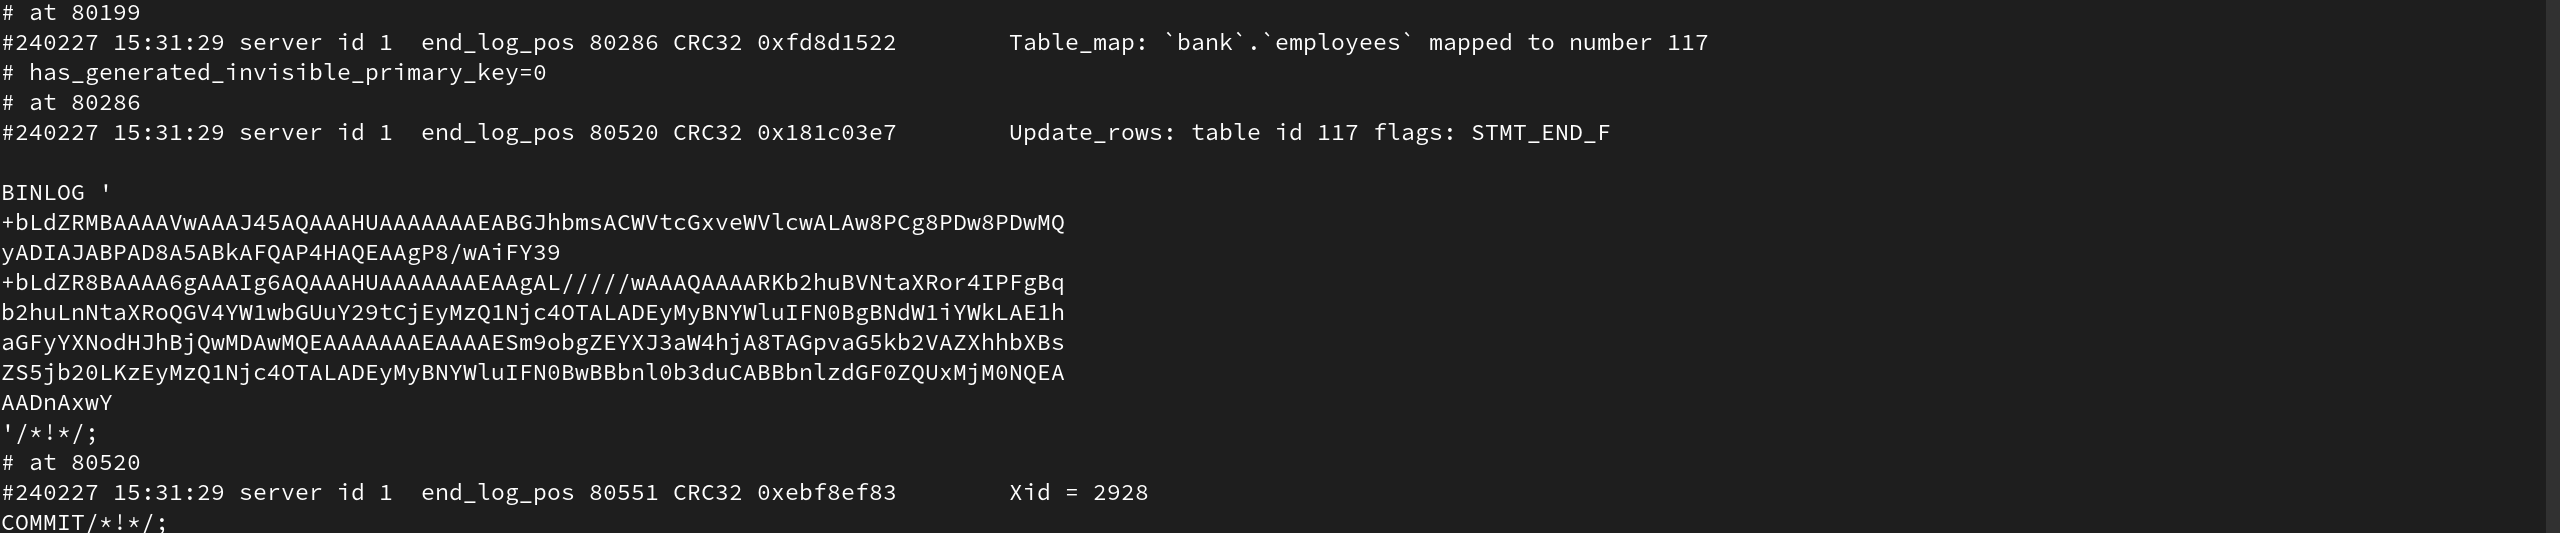 # at 80199
#240227 15:31:29 server id 1  end_log_pos 80286 CRC32 0xfd8d1522        Table_map: `bank`.`employees` mapped to number 117
# has_generated_invisible_primary_key=0
# at 80286
#240227 15:31:29 server id 1  end_log_pos 80520 CRC32 0x181c03e7        Update_rows: table id 117 flags: STMT_END_F
BINLOG '
+bLdZRMBAAAAVwAAAJ45AQAAAHUAAAAAAAEABGJhbmsACWVtcGxveWVlcwALAw8PCg8PDw8PDwMQ
yADIAJABPAD8A5ABkAFQAP4HAQEAAgP8/wAiFY39
+bLdZR8BAAAA6gAAAIg6AQAAAHUAAAAAAAEAAgAL/////wAAAQAAAARKb2huBVNtaXRor4IPFgBq
b2huLnNtaXRoQGV4YW1wbGUuY29tCjEyMzQ1Njc4OTALADEyMyBNYWluIFN0BgBNdW1iYWkLAE1h
aGFyYXNodHJhBjQwMDAwMQEAAAAAAAEAAAAESm9obgZEYXJ3aW4hjA8TAGpvaG5kb2VAZXhhbXBs
ZS5jb20LKzEyMzQ1Njc4OTALADEyMyBNYWluIFN0BwBBbnl0b3duCABBbnlzdGF0ZQUxMjM0NQEA
AADnAxwY
'/*!*/;
# at 80520
#240227 15:31:29 server id 1  end_log_pos 80551 CRC32 0xebf8ef83        Xid = 2928
COMMIT/*!*/;